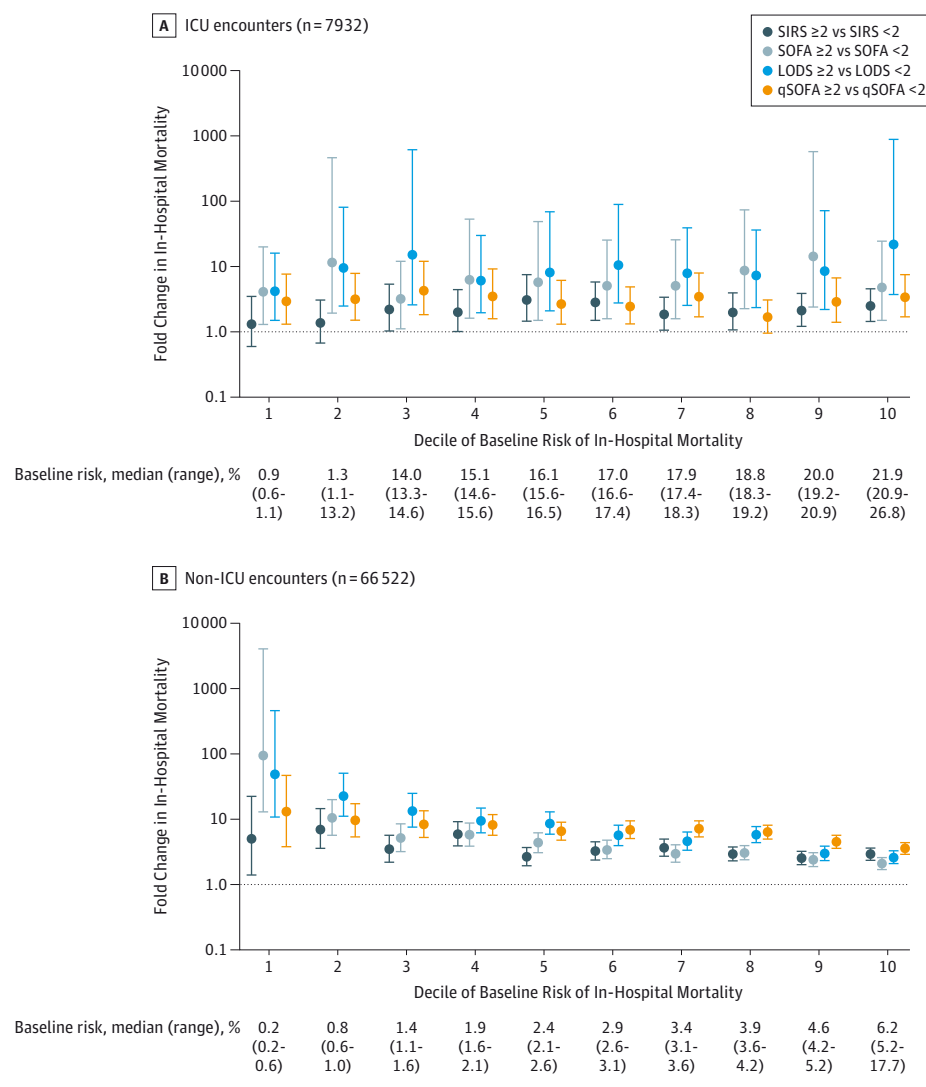 A ICU encounters (n = 7932)
SIRS ≥2 vs SIRS <2
SOFA ≥2 vs SOFA <2
LODS ≥2 vs LODS <2
qSOFA ≥2 vs qSOFA <2
Fold Change in In-Hospital Mortality
10 000
1000
100
10
1.0
0.1
1 2 3 4 5 6 7 8 9 10
Decile of Baseline Risk of In-Hospital Mortality
Baseline risk, median (range), % 0.9 1.3 14.0 15.1 16.1 17.0 17.9 18.8 20.0 21.9
(0.6- (1.1- (13.3- (14.6- (15.6- (16.6- (17.4- (18.3- (19.2- (20.9-
1.1) 13.2) 14.6) 15.6) 16.5) 17.4) 18.3) 19.2) 20.9) 26.8)
B Non-ICU encounters (n = 66 522)
Fold Change in In-Hospital Mortality
10 000
1000
100
10
1.0
0.1
1 2 3 4 5 6 7 8 9 10
Decile of Baseline Risk of In-Hospital Mortality
Baseline risk, median (range), % 0.2 0.8 1.4 1.9 2.4 2.9 3.4 3.9 4.6 6.2
(0.2- (0.6- (1.1- (1.6- (2.1- (2.6- (3.1- (3.6- (4.2- (5.2-
0.6) 1.0) 1.6) 2.1) 2.6) 3.1) 3.6) 4.2) 5.2) 17.7)